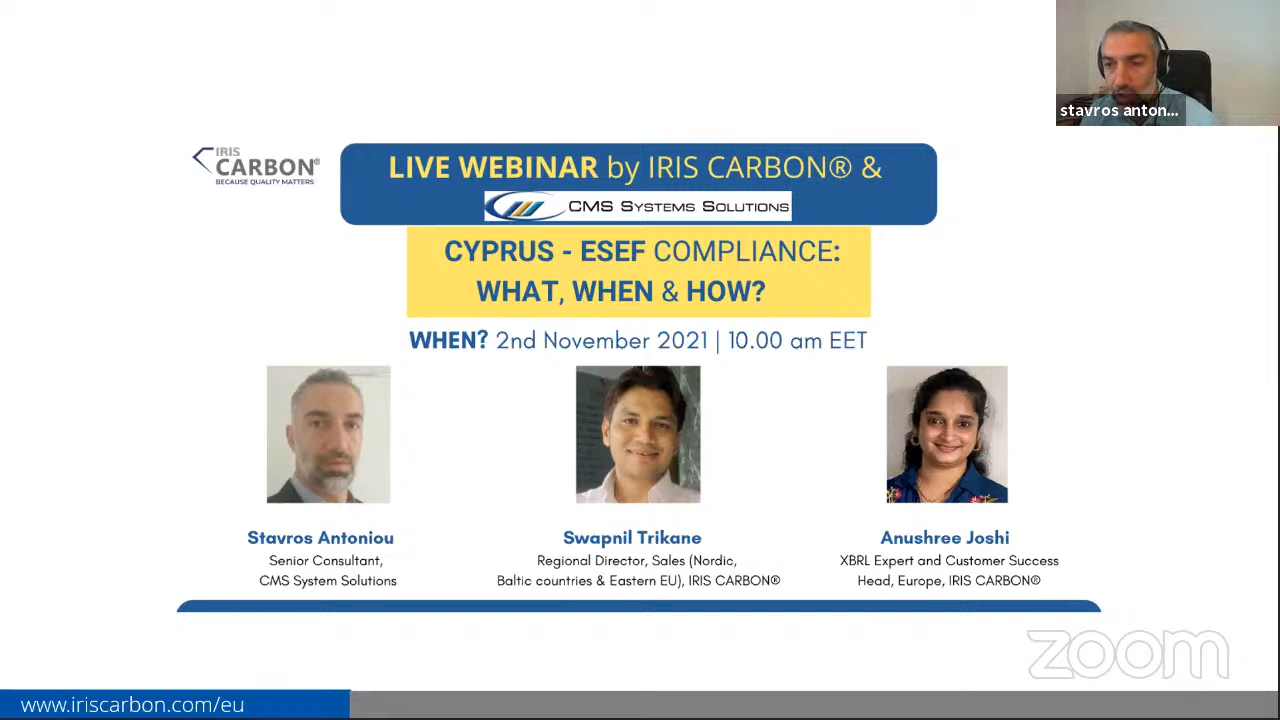 stavros anton...
IRIS
CARBON®
BECAUSE QUALITY MATTERS
LIVE WEBINAR by IRIS CARBON® &
CMS SYSTEMS SOLUTIONS
CYPRUS - ESEF COMPLIANCE:
WHAT, WHEN & HOW?
WHEN? 2nd November 2021 | 10.00 am EET
Stavros Antoniou
Senior Consultant,
CMS System Solutions
Swapnil Trikane
Regional Director, Sales (Nordic,
Baltic countries & Eastern EU), IRIS CARBON®
Anushree Joshi
XBRL Expert and Customer Success
Head, Europe, IRIS CARBON®
zoom
www.iriscarbon.com/eu